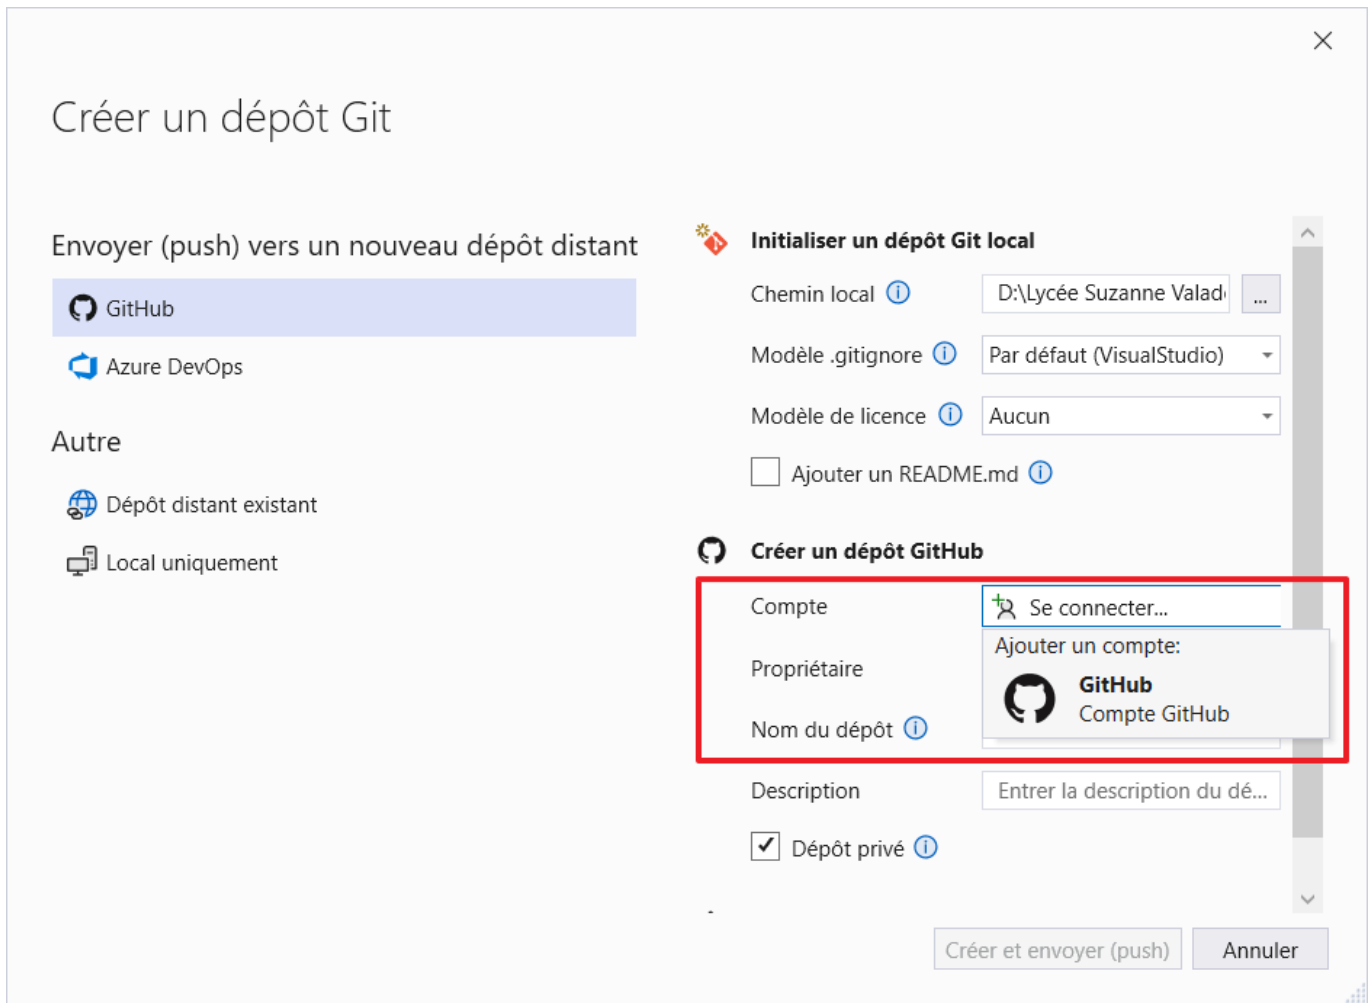 Créer un dépôt Git
Envoyer (push) vers un nouveau dépôt distant
GitHub
Azure DevOps
Autre
Dépôt distant existant
Local uniquement
Initialiser un dépôt Git local
Chemin local
D:\Lycée Suzanne Valad
...
Modèle .gitignore
Par défaut (VisualStudio)
Modèle de licence
Aucun
Ajouter un README.md
Créer un dépôt GitHub
Compte
Se connecter...
Ajouter un compte:
GitHub
Compte GitHub
Propriétaire
Nom du dépôt
Description
Entrer la description du dé...
Dépôt privé
Créer et envoyer (push)
Annuler